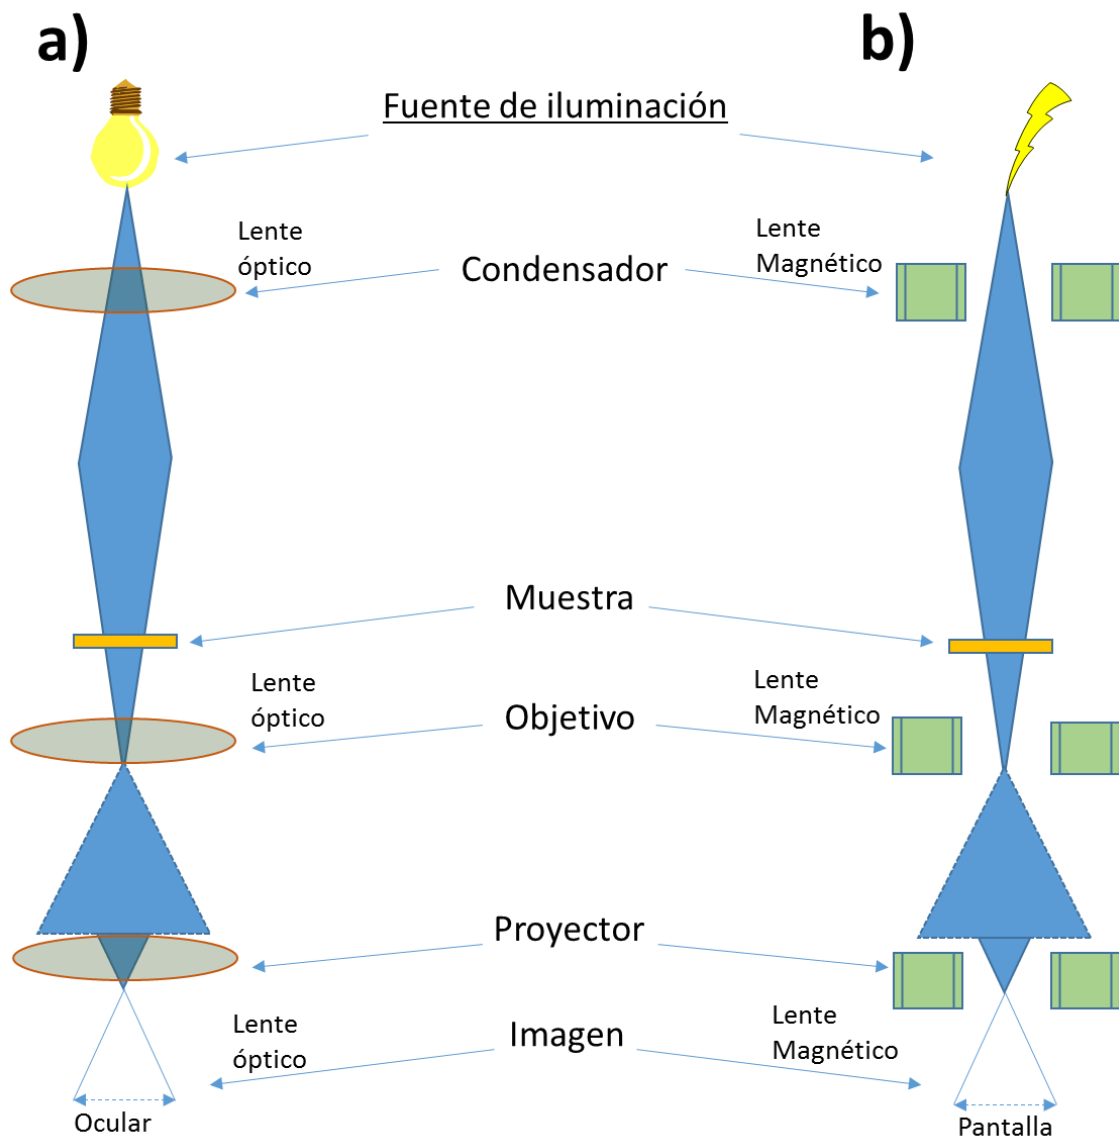 a)
b)
Fuente de iluminación
Lente
óptico
Condensador
Lente
Magnético
Muestra
Lente
óptico
Objetivo
Lente
Magnético
Proyector
Lente
óptico
Imagen
Lente
Magnético
Ocular
Pantalla